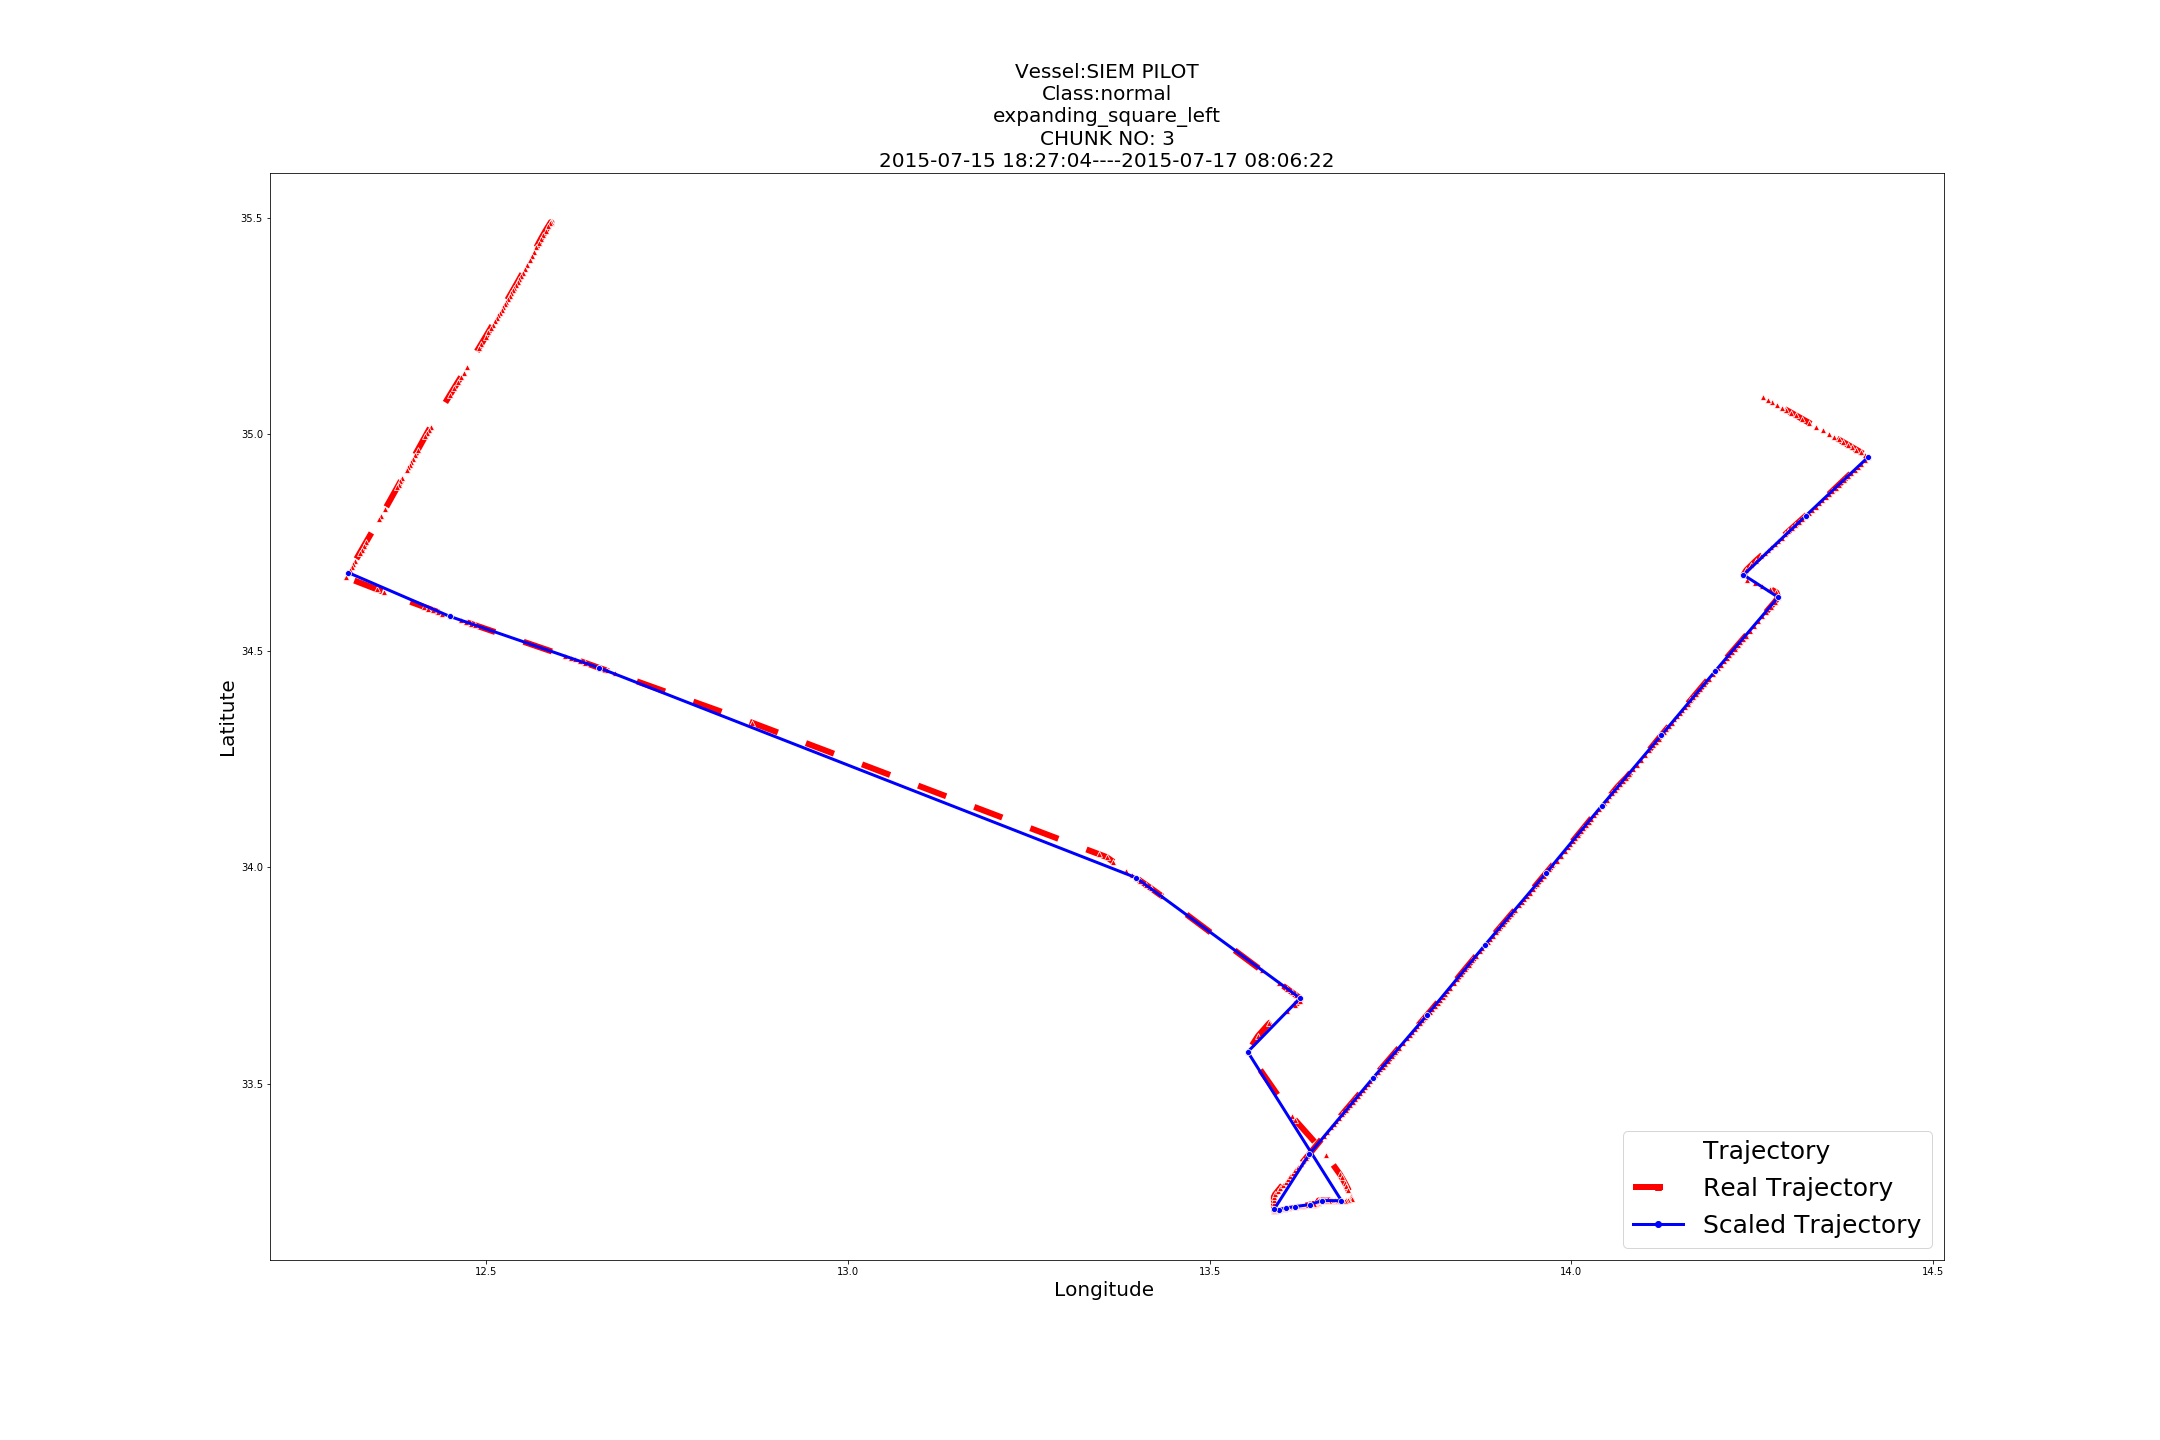 Vessel:SIEM PILOT
Class:normal
expanding_square_left
CHUNK NO: 3
2015-07-15 18:27:04----2015-07-17 08:06:22
35.5
35.0
34.5
34.0
33.5
Latitute
12.5
13.0
13.5
14.0
14.5
Longitude
Trajectory
Real Trajectory
Scaled Trajectory